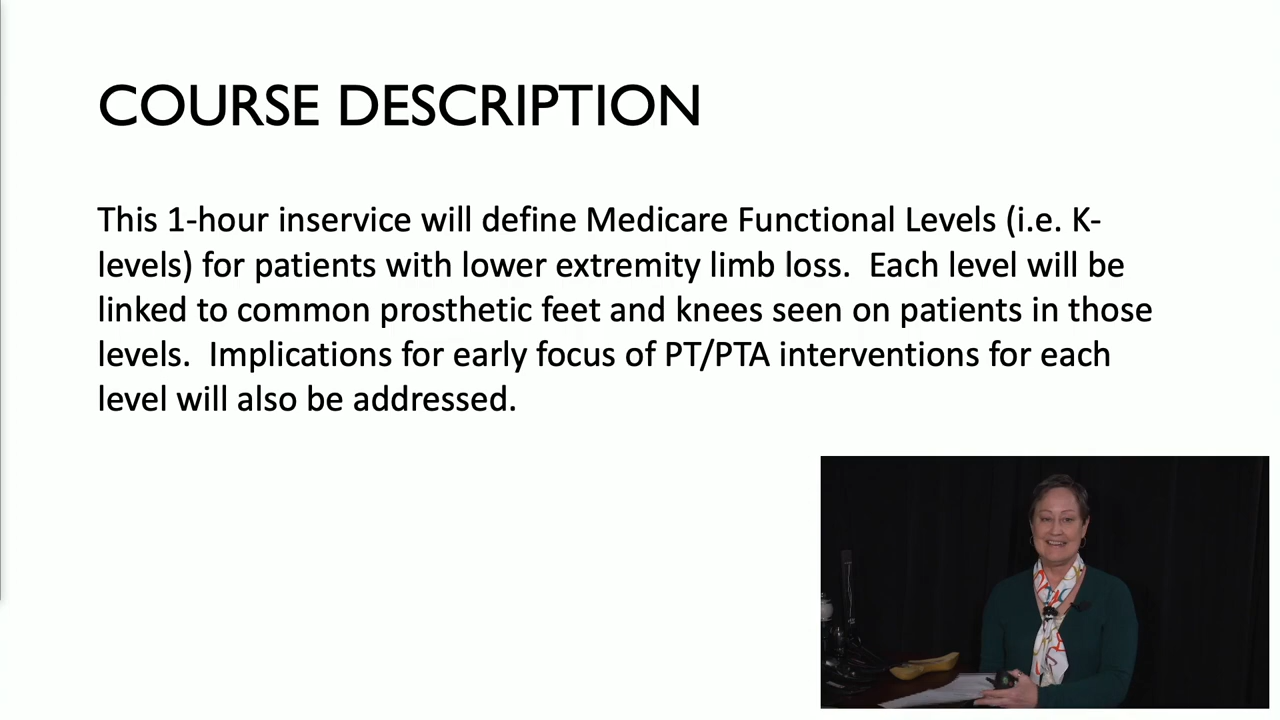 COURSE DESCRIPTION
This 1-hour inservice will define Medicare Functional Levels (i.e. K-
levels) for patients with lower extremity limb loss.  Each level will be
linked to common prosthetic feet and knees seen on patients in those
levels.  Implications for early focus of PT/PTA interventions for each
level will also be addressed.